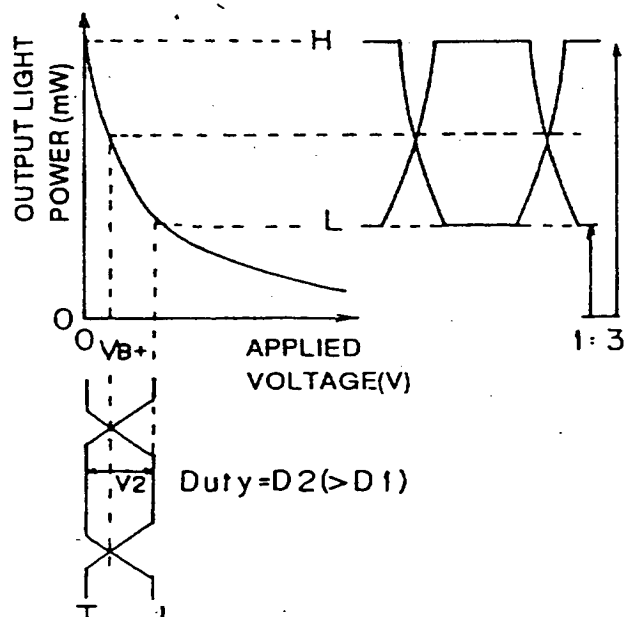 OUTPUT LIGHT
POWER (mW)
H
L
O
O
VB+
APPLIED
VOLTAGE(V)
1:3
V2
Duty=D2(>D1)